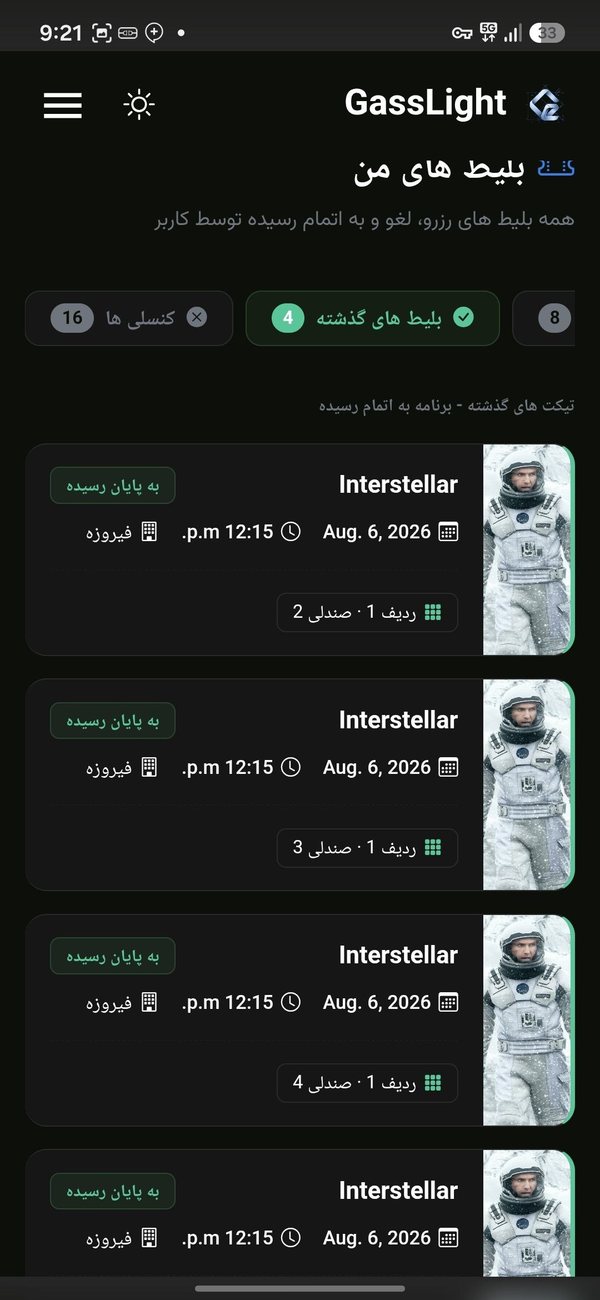 9:21
5G
33
GassLight
بلیط های من
همه بلیط های رزرو، لغو و به اتمام رسیده توسط کاربر
8
بلیط های گذشته 4
کنسلی ها 16
تیکت های گذشته - برنامه به اتمام رسیده
Interstellar
به پایان رسیده
Aug. 6, 2026 12:15 p.m. فیروزه
ردیف 1 · صندلی 2
Interstellar
به پایان رسیده
Aug. 6, 2026 12:15 p.m. فیروزه
ردیف 1 · صندلی 3
Interstellar
به پایان رسیده
Aug. 6, 2026 12:15 p.m. فیروزه
ردیف 1 · صندلی 4
Interstellar
به پایان رسیده
Aug. 6, 2026 12:15 p.m. فیروزه